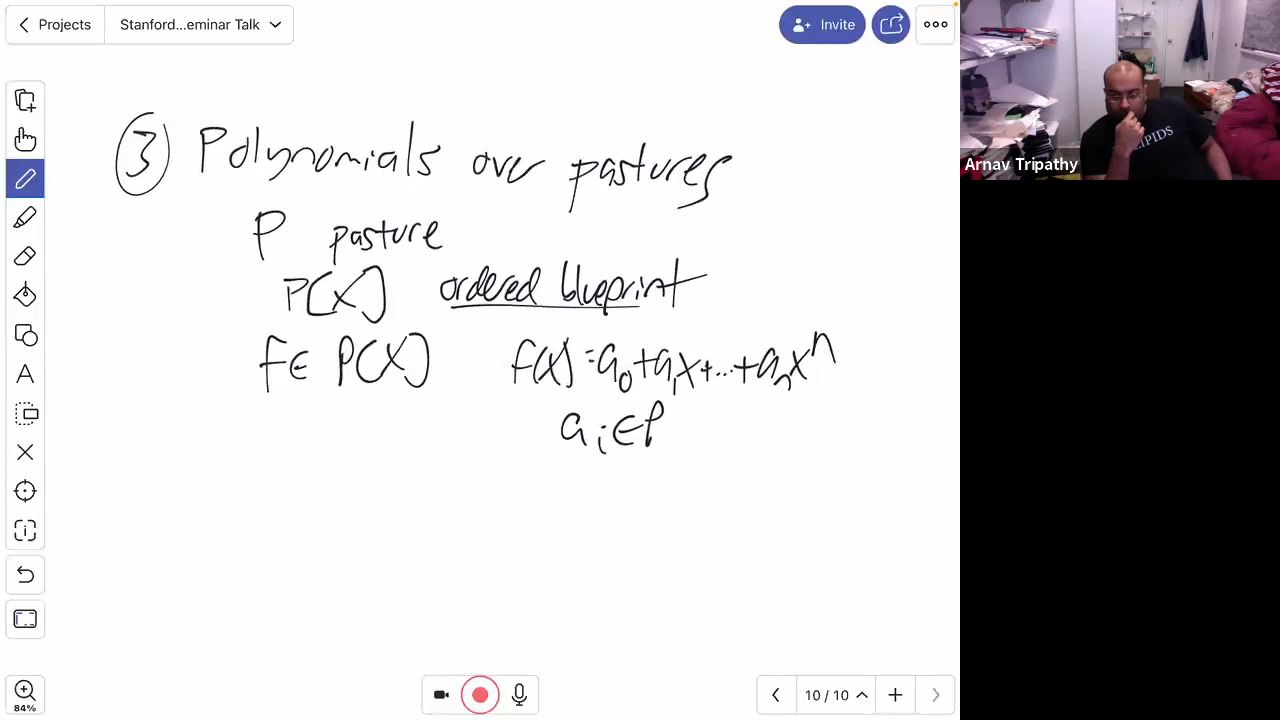 Projects
Stanford...eminar Talk
Invite
Arnav Tripathy
③ Polynomials over pastures
P pasture
P[X] ordered blueprint
f ∈ P[X] f(x) = a₀+a₁x+...+aₙxⁿ
aᵢ ∈ P
84%
10 / 10